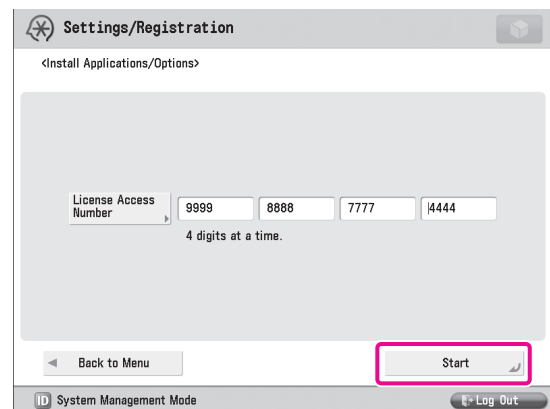 Settings/Registration
<Install Applications/Options>
License Access
Number
9999 8888 7777 4444
4 digits at a time.
Back to Menu Start
ID System Management Mode Log Out